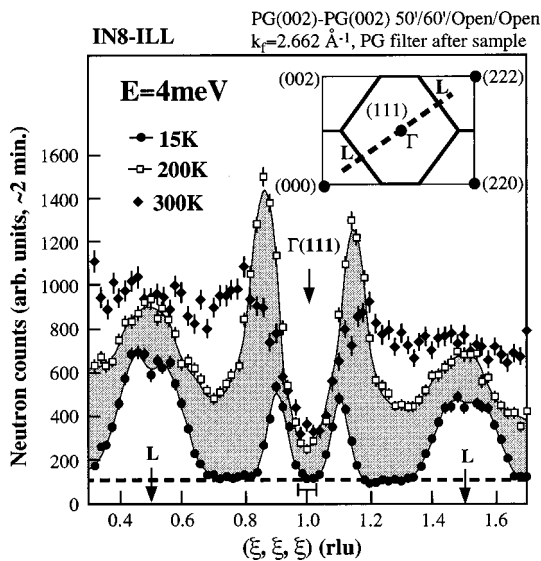 IN8-ILL
PG(002)-PG(002) 50'/60'/Open/Open
k_f=2.662 Å⁻¹, PG filter after sample
E=4meV
15K
200K
300K
(002)
(222)
L
(111)
Γ
L
(000)
(220)
Γ(111)
L
L
Neutron counts (arb. units, ~2 min.)
1600
1400
1200
1000
800
600
400
200
0
0.4
0.6
0.8
1.0
1.2
1.4
1.6
(ξ, ξ, ξ) (rlu)